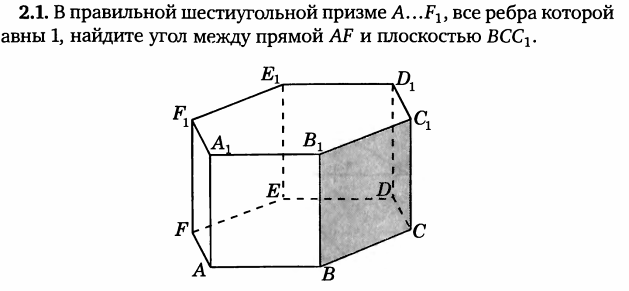 2.1. В правильной шестиугольной призме A...F₁, все ребра которой
авны 1, найдите угол между прямой AF и плоскостью BCC₁.
E₁
D₁
F₁
C₁
A₁
B₁
E
D
F
C
A
B